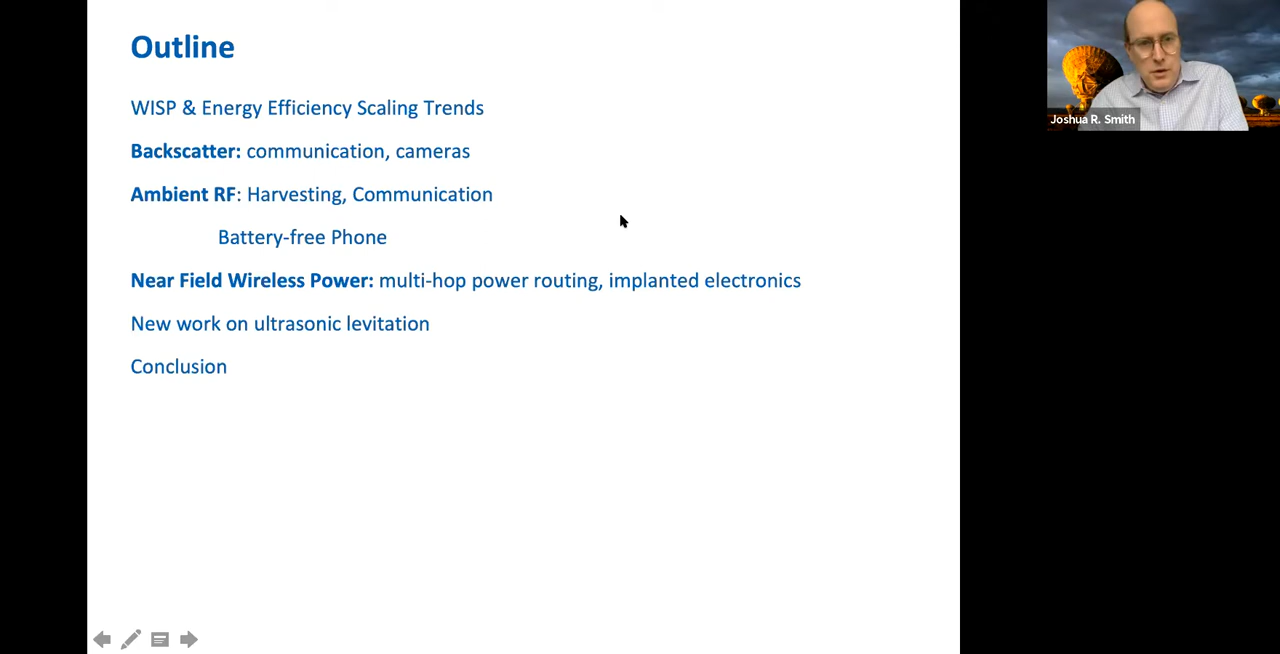 Outline
WISP & Energy Efficiency Scaling Trends
Backscatter: communication, cameras
Ambient RF: Harvesting, Communication
Battery-free Phone
Near Field Wireless Power: multi-hop power routing, implanted electronics
New work on ultrasonic levitation
Conclusion
Joshua R. Smith